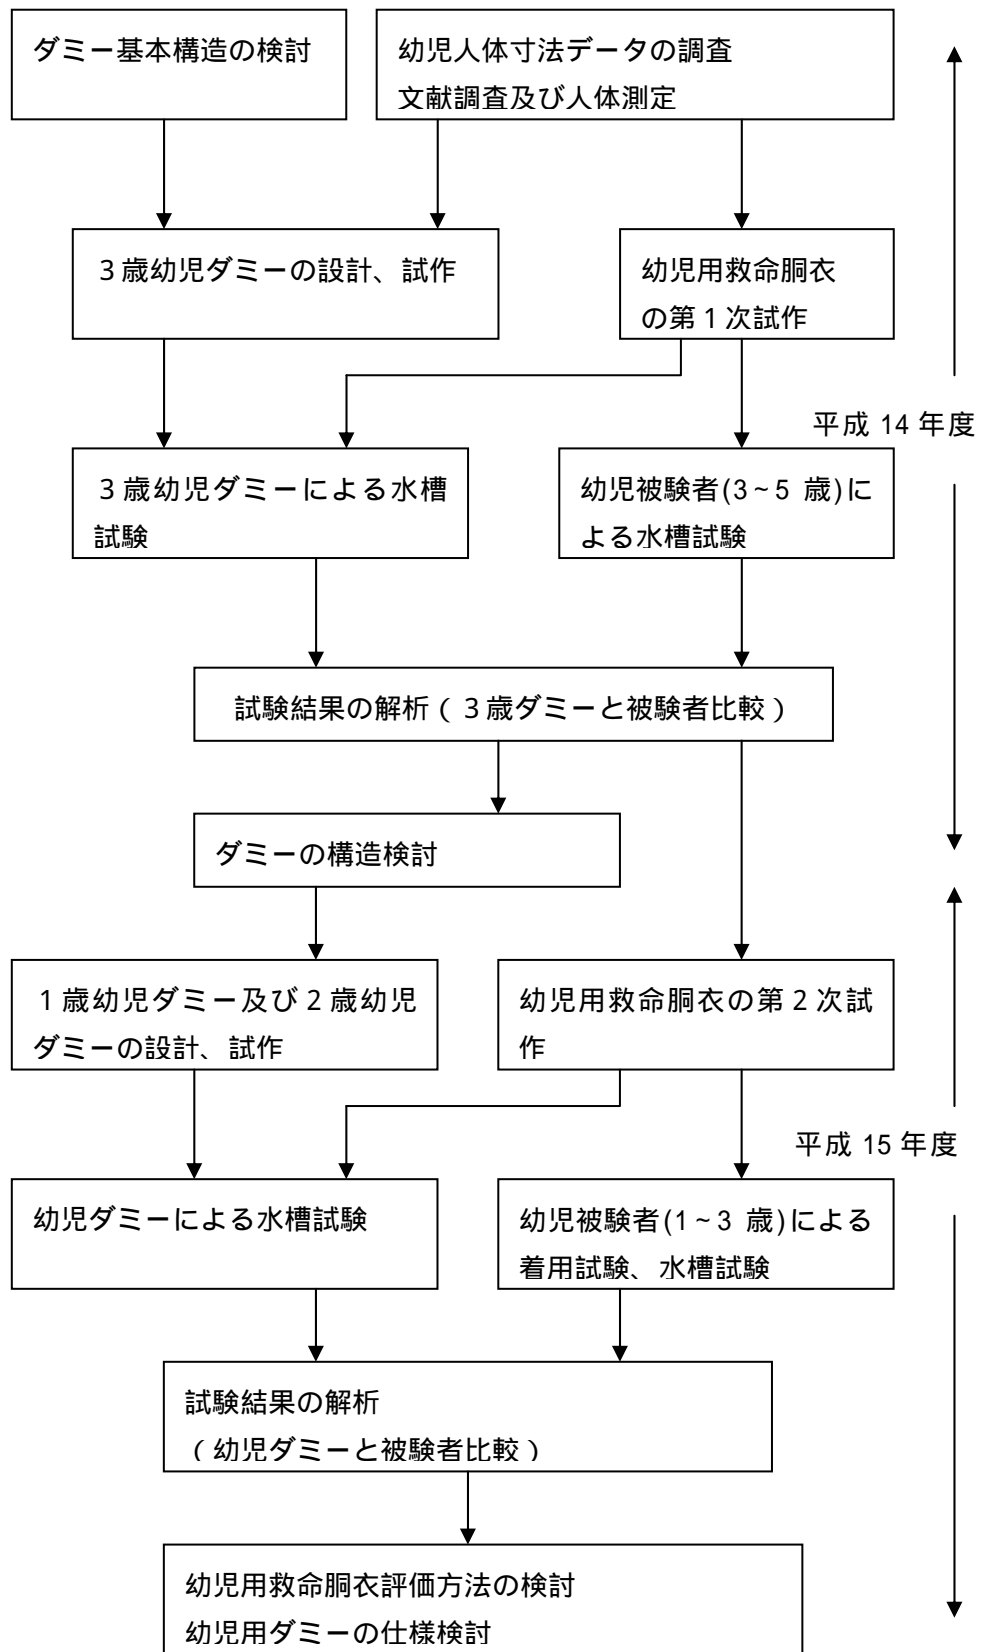 ダミー基本構造の検討
幼児人体寸法データの調査
文献調査及び人体測定
３歳幼児ダミーの設計、試作
幼児用救命胴衣
の第１次試作
平成 14 年度
３歳幼児ダミーによる水槽
試験
幼児被験者(3~5 歳)に
よる水槽試験
試験結果の解析（３歳ダミーと被験者比較）
ダミーの構造検討
１歳幼児ダミー及び２歳幼児
ダミーの設計、試作
幼児用救命胴衣の第２次試
作
平成 15 年度
幼児ダミーによる水槽試験
幼児被験者(1~3 歳)による
着用試験、水槽試験
試験結果の解析
（幼児ダミーと被験者比較）
幼児用救命胴衣評価方法の検討
幼児用ダミーの仕様検討